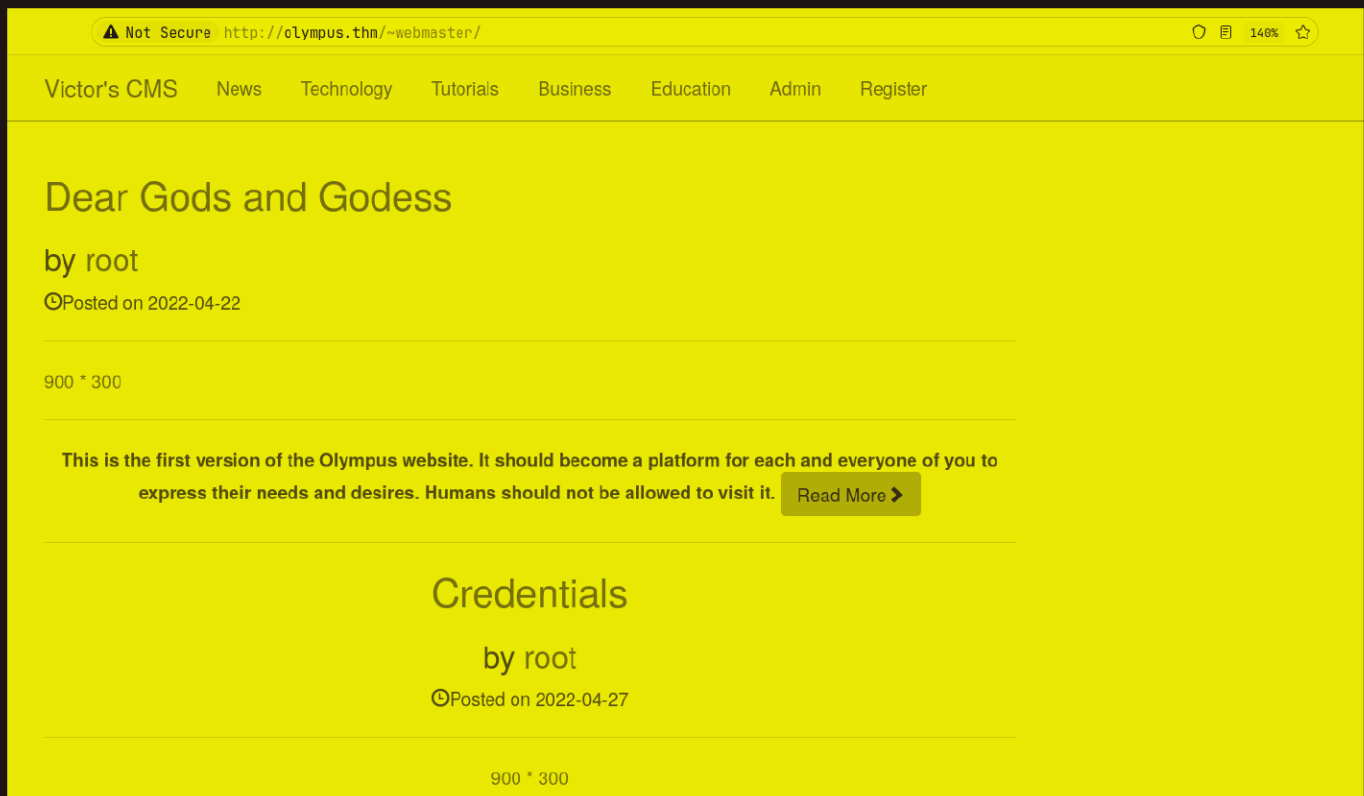 Not Secure http://olympus.thm/~webmaster/ 140%
Victor's CMS News Technology Tutorials Business Education Admin Register
Dear Gods and Godess
by root
Posted on 2022-04-22
900 * 300
This is the first version of the Olympus website. It should become a platform for each and everyone of you to
express their needs and desires. Humans should not be allowed to visit it. Read More
Credentials
by root
Posted on 2022-04-27
900 * 300